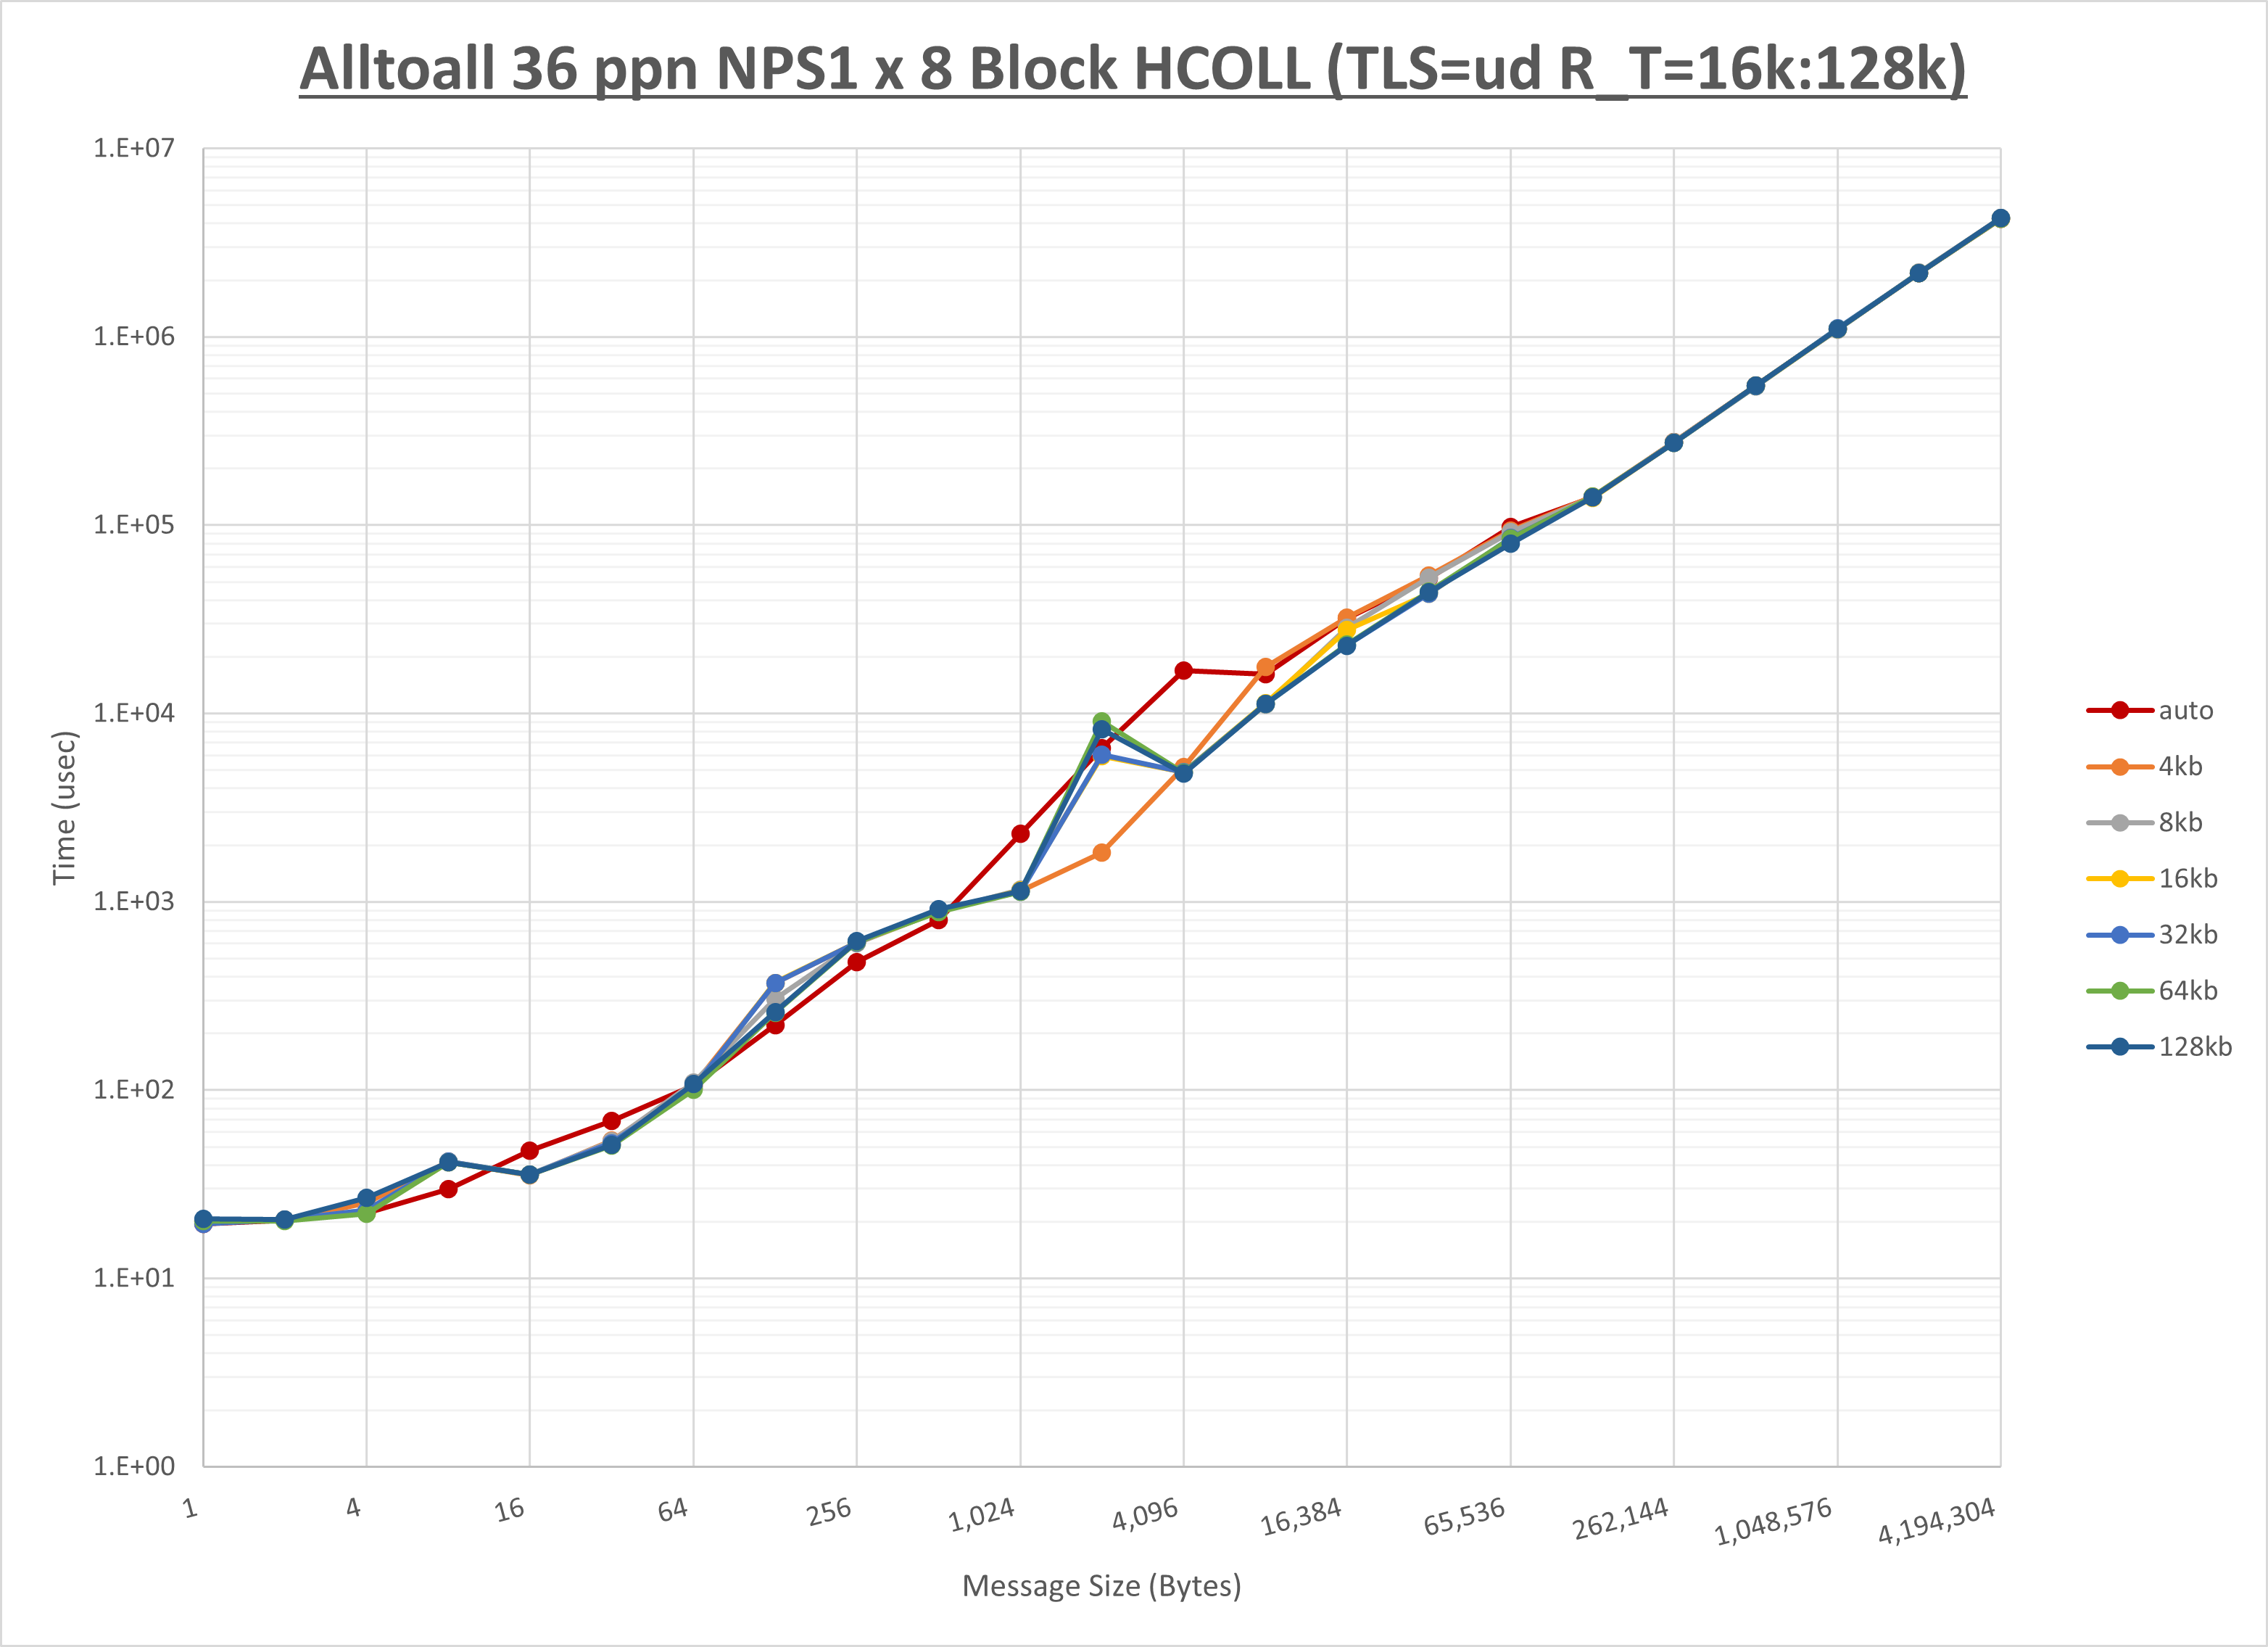 Alltoall 36 ppn NPS1 x 8 Block HCOLL (TLS=ud R_T=16k:128k)
1.E+07
1.E+06
1.E+05
1.E+04
1.E+03
1.E+02
1.E+01
1.E+00
Time (usec)
1
4
16
64
256
1,024
4,096
16,384
65,536
262,144
1,048,576
4,194,304
Message Size (Bytes)
auto
4kb
8kb
16kb
32kb
64kb
128kb